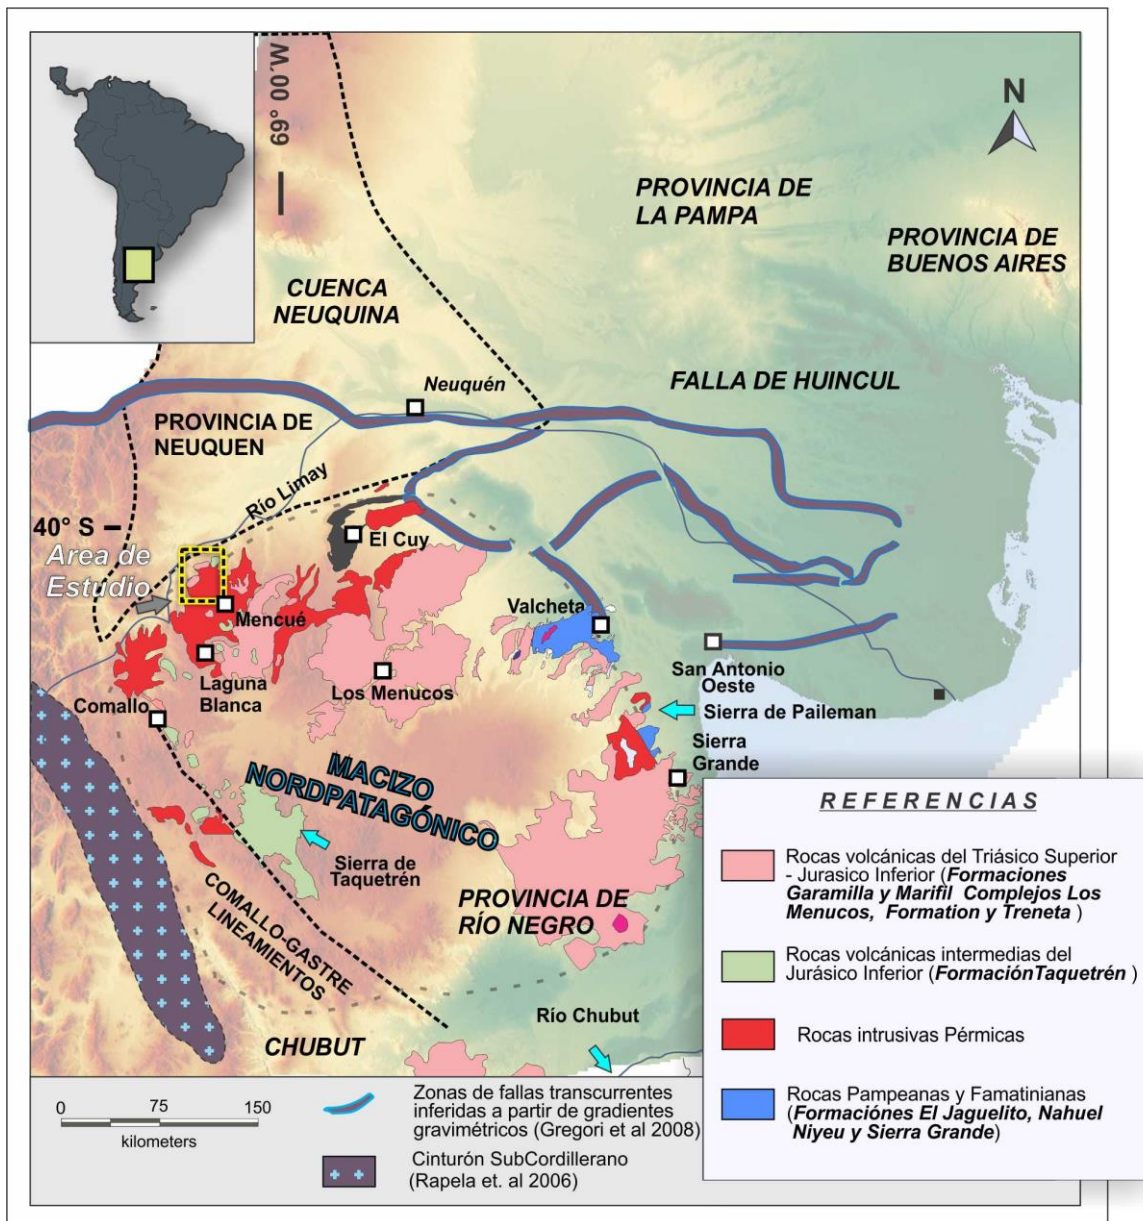 69° 00´W
N
PROVINCIA DE
LA PAMPA
PROVINCIA DE
BUENOS AIRES
CUENCA
NEUQUINA
Neuquén
FALLA DE HUINCUL
PROVINCIA DE
NEUQUEN
Río Limay
40° S
El Cuy
Area de
Estudio
Mencué
Valcheta
Laguna
Blanca
Los Menucos
San Antonio
Oeste
Comallo
Sierra de Paileman
Sierra
Grande
MACIZO
NORDPATAGÓNICO
Sierra de
Taquetrén
PROVINCIA DE
RÍO NEGRO
COMALLO-GASTRE
LINEAMIENTOS
Río Chubut
CHUBUT
REFERENCIAS
Rocas volcánicas del Triásico Superior
- Jurasico Inferior (Formaciones
Garamilla y Marifil Complejos Los
Menucos, Formation y Treneta )
Rocas volcánicas intermedias del
Jurásico Inferior (FormaciónTaquetrén )
Rocas intrusivas Pérmicas
Rocas Pampeanas y Famatinianas
(Formaciónes El Jaguelito, Nahuel
Niyeu y Sierra Grande)
0 75 150
kilometers
Zonas de fallas transcurrentes
inferidas a partir de gradientes
gravimétricos (Gregori et al 2008)
Cinturón SubCordillerano
(Rapela et. al 2006)